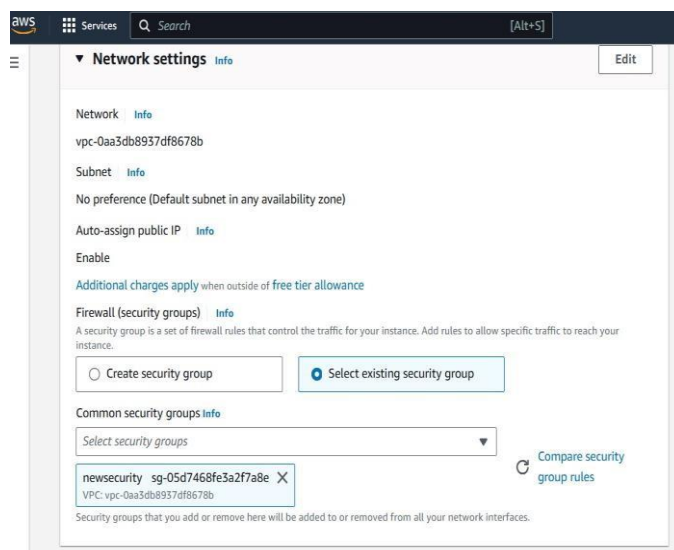 aws
Services
Search
[Alt+S]
Network settings Info
Edit
Network Info
vpc-0aa3db8937df8678b
Subnet Info
No preference (Default subnet in any availability zone)
Auto-assign public IP Info
Enable
Additional charges apply when outside of free tier allowance
Firewall (security groups) Info
A security group is a set of firewall rules that control the traffic for your instance. Add rules to allow specific traffic to reach your
instance.
Create security group
Select existing security group
Common security groups Info
Select security groups
Compare security
group rules
newsecurity sg-05d7468fe3a2f7a8e
VPC: vpc-0aa3db8937df8678b
Security groups that you add or remove here will be added to or removed from all your network interfaces.